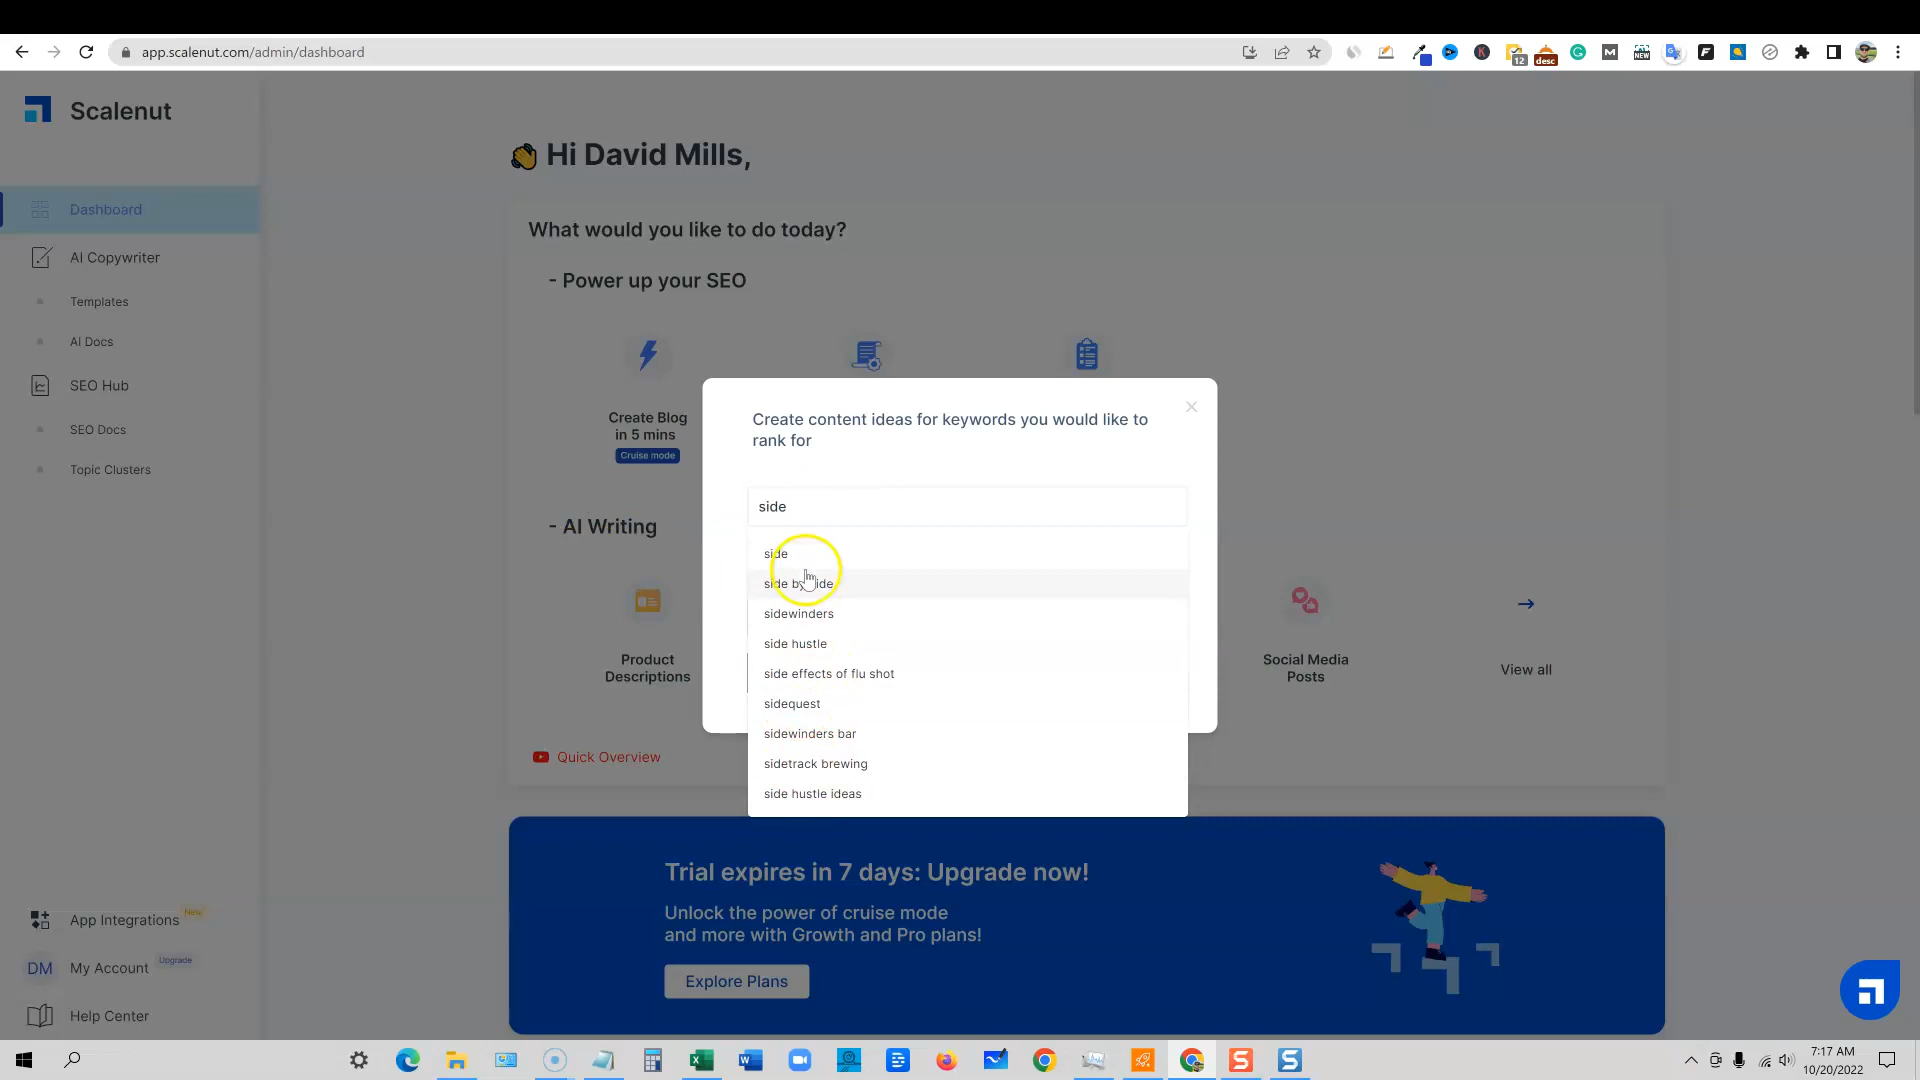 app.scalenut.com/admin/dashboard
12
desc
NEW
Scalenut
Hi David Mills,
Dashboard
What would you like to do today?
AI Copywriter
- Power up your SEO
Templates
AI Docs
SEO Hub
SEO Docs
Topic Clusters
Create Blog
in 5 mins
Cruise mode
Create content ideas for keywords you would like to
rank for
side
side
side by side
sidewinders
side hustle
side effects of flu shot
sidequest
sidewinders bar
sidetrack brewing
side hustle ideas
- AI Writing
Product
Descriptions
Social Media
Posts
View all
Quick Overview
Trial expires in 7 days: Upgrade now!
Unlock the power of cruise mode
and more with Growth and Pro plans!
Explore Plans
App Integrations New
DM My Account Upgrade
Help Center
7:17 AM
10/20/2022